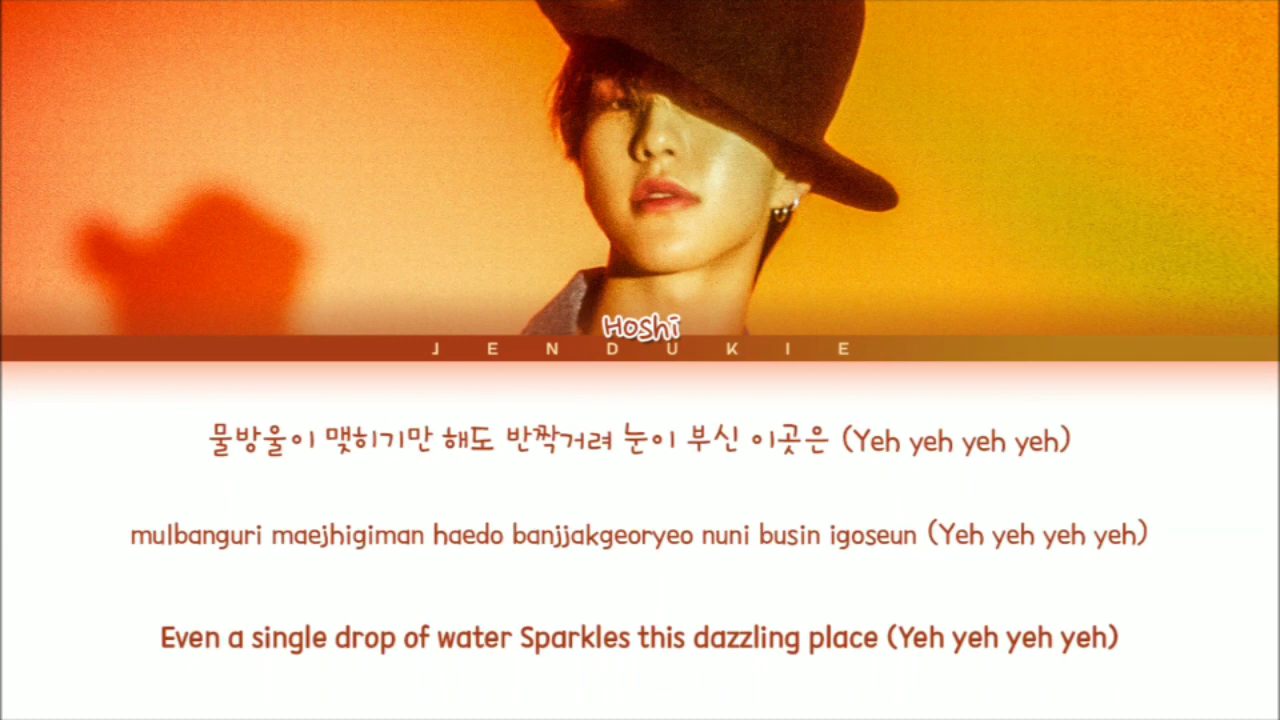 Hoshi
JENDUKIE
물방울이 맺히기만 해도 반짝거려 눈이 부신 이곳은 (Yeh yeh yeh yeh)
mulbanguri maejhigiman haedo banjjakgeoryeo nuni busin igoseun (Yeh yeh yeh yeh)
Even a single drop of water Sparkles this dazzling place (Yeh yeh yeh yeh)